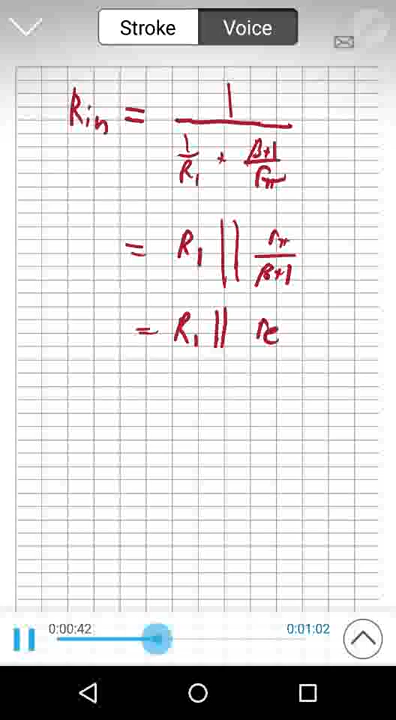 Stroke Voice
Rin = 1 / (1/R₁ + (β+1)/rπ)
= R₁ || rπ/(β+1)
= R₁ || re
0:00:42 0:01:02